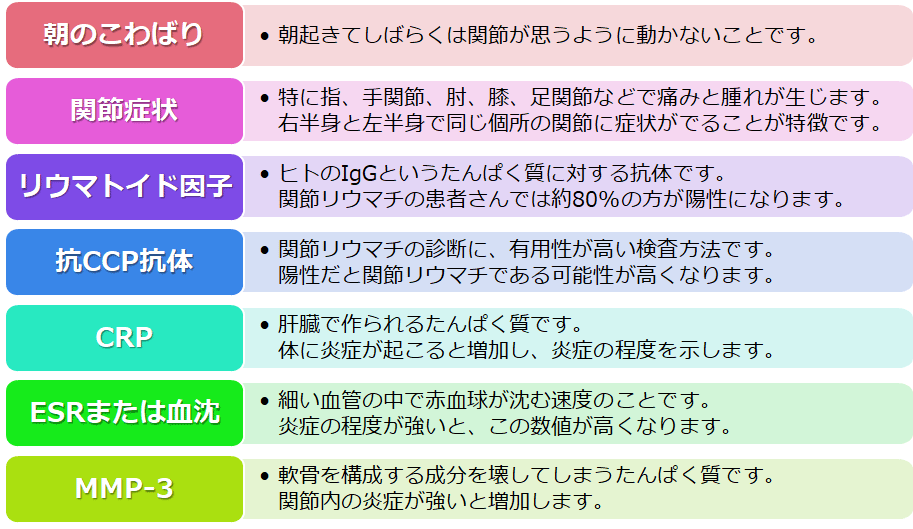 朝のこわばり
• 朝起きてしばらくは関節が思うように動かないことです。
関節症状
• 特に指、手関節、肘、膝、足関節などで痛みと腫れが生じます。
右半身と左半身で同じ個所の関節に症状がでることが特徴です。
リウマトイド因子
• ヒトのIgGというたんぱく質に対する抗体です。
関節リウマチの患者さんでは約80%の方が陽性になります。
抗CCP抗体
• 関節リウマチの診断に、有用性が高い検査方法です。
陽性だと関節リウマチである可能性が高くなります。
CRP
• 肝臓で作られるたんぱく質です。
体に炎症が起こると増加し、炎症の程度を示します。
ESRまたは血沈
• 細い血管の中で赤血球が沈む速度のことです。
炎症の程度が強いと、この数値が高くなります。
MMP-3
• 軟骨を構成する成分を壊してしまうたんぱく質です。
関節内の炎症が強いと増加します。